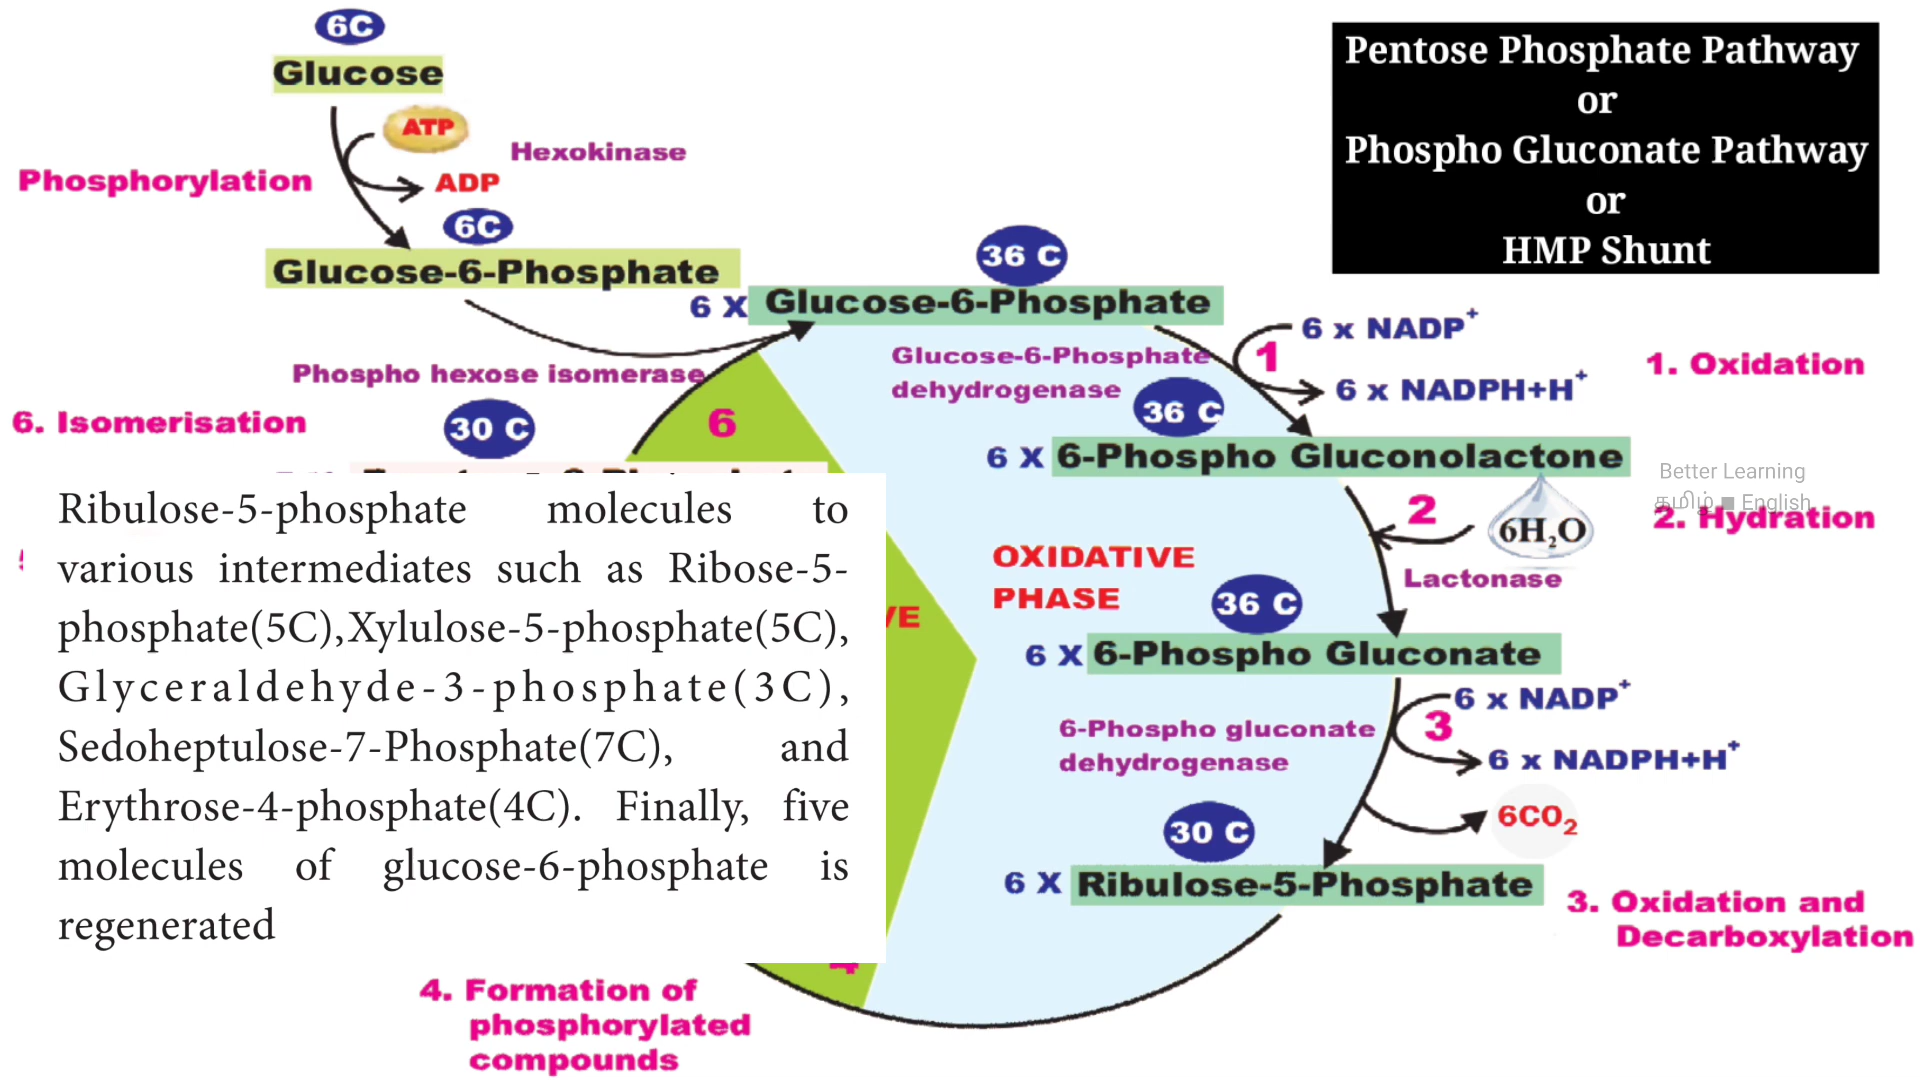 6C
Glucose
ATP
Hexokinase
Phosphorylation
ADP
6C
Glucose-6-Phosphate
Pentose Phosphate Pathway
or
Phospho Gluconate Pathway
or
HMP Shunt
36 C
6 X Glucose-6-Phosphate
6 x NADP+
Glucose-6-Phosphate
dehydrogenase
1
6 x NADPH+H+
1. Oxidation
Phospho hexose isomerase
6. Isomerisation
30 C
6
36 C
6 X 6-Phospho Gluconolactone
Better Learning
தமிழ் ■ English
2
6H₂O
2. Hydration
Lactonase
OXIDATIVE
PHASE
36 C
6 X 6-Phospho Gluconate
6 x NADP+
3
6-Phospho gluconate
dehydrogenase
6 x NADPH+H+
6CO₂
30 C
6 X Ribulose-5-Phosphate
3. Oxidation and
Decarboxylation
Ribulose-5-phosphate molecules to
various intermediates such as Ribose-5-
phosphate(5C),Xylulose-5-phosphate(5C),
Glyceraldehyde-3-phosphate(3C),
Sedoheptulose-7-Phosphate(7C), and
Erythrose-4-phosphate(4C). Finally, five
molecules of glucose-6-phosphate is
regenerated
4. Formation of
phosphorylated
compounds